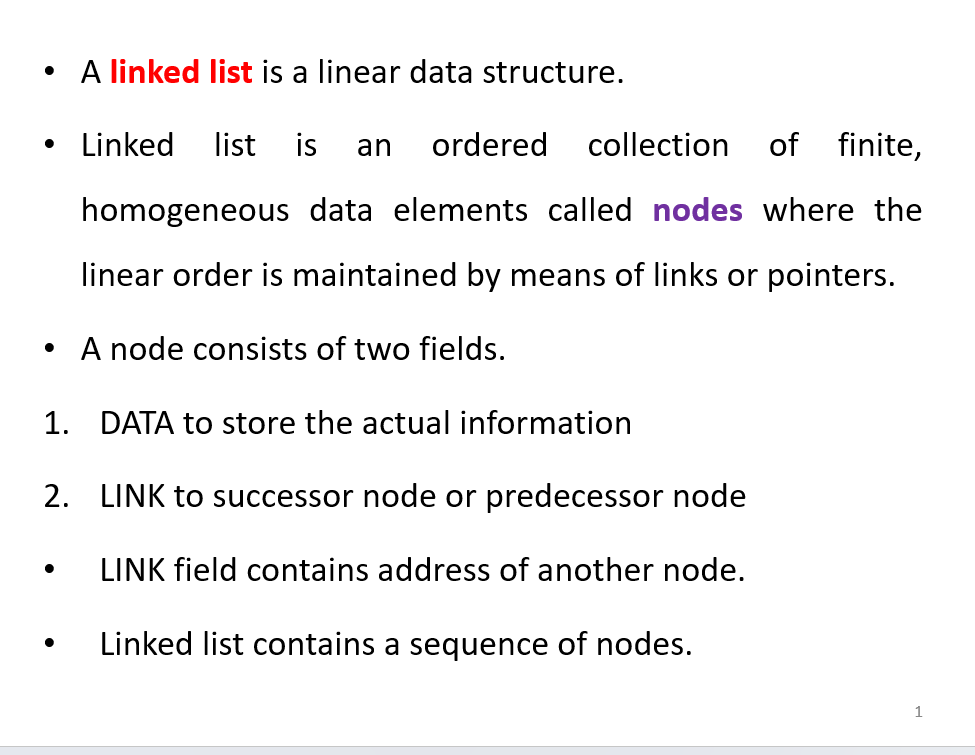 • A linked list is a linear data structure.
• Linked list is an ordered collection of finite,
homogeneous data elements called nodes where the
linear order is maintained by means of links or pointers.
• A node consists of two fields.
1. DATA to store the actual information
2. LINK to successor node or predecessor node
• LINK field contains address of another node.
• Linked list contains a sequence of nodes.
1